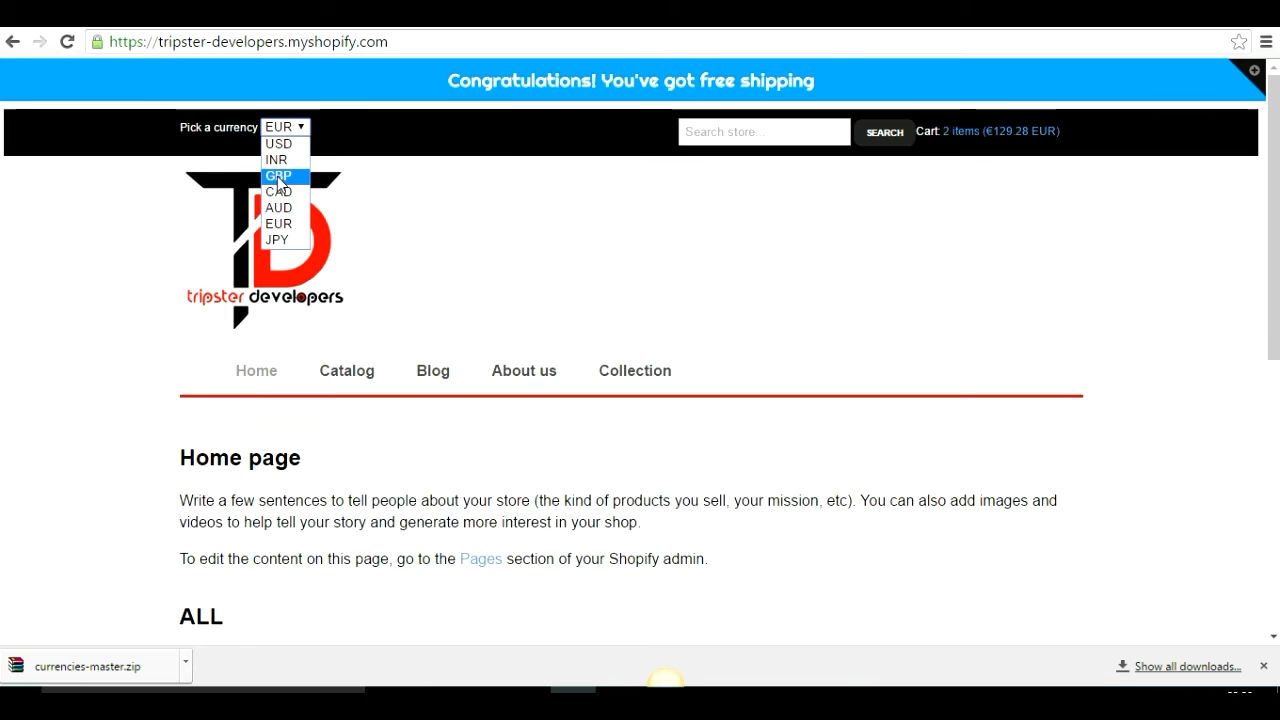 https://tripster-developers.myshopify.com
Congratulations! You've got free shipping
Pick a currency EUR
Search store...
SEARCH
Cart: 2 items (€129.28 EUR)
USD
INR
GBP
CAD
AUD
EUR
JPY
TD
tripster developers
Home Catalog Blog About us Collection
Home page
Write a few sentences to tell people about your store (the kind of products you sell, your mission, etc). You can also add images and
videos to help tell your story and generate more interest in your shop.
To edit the content on this page, go to the Pages section of your Shopify admin.
ALL
currencies-master.zip
Show all downloads...